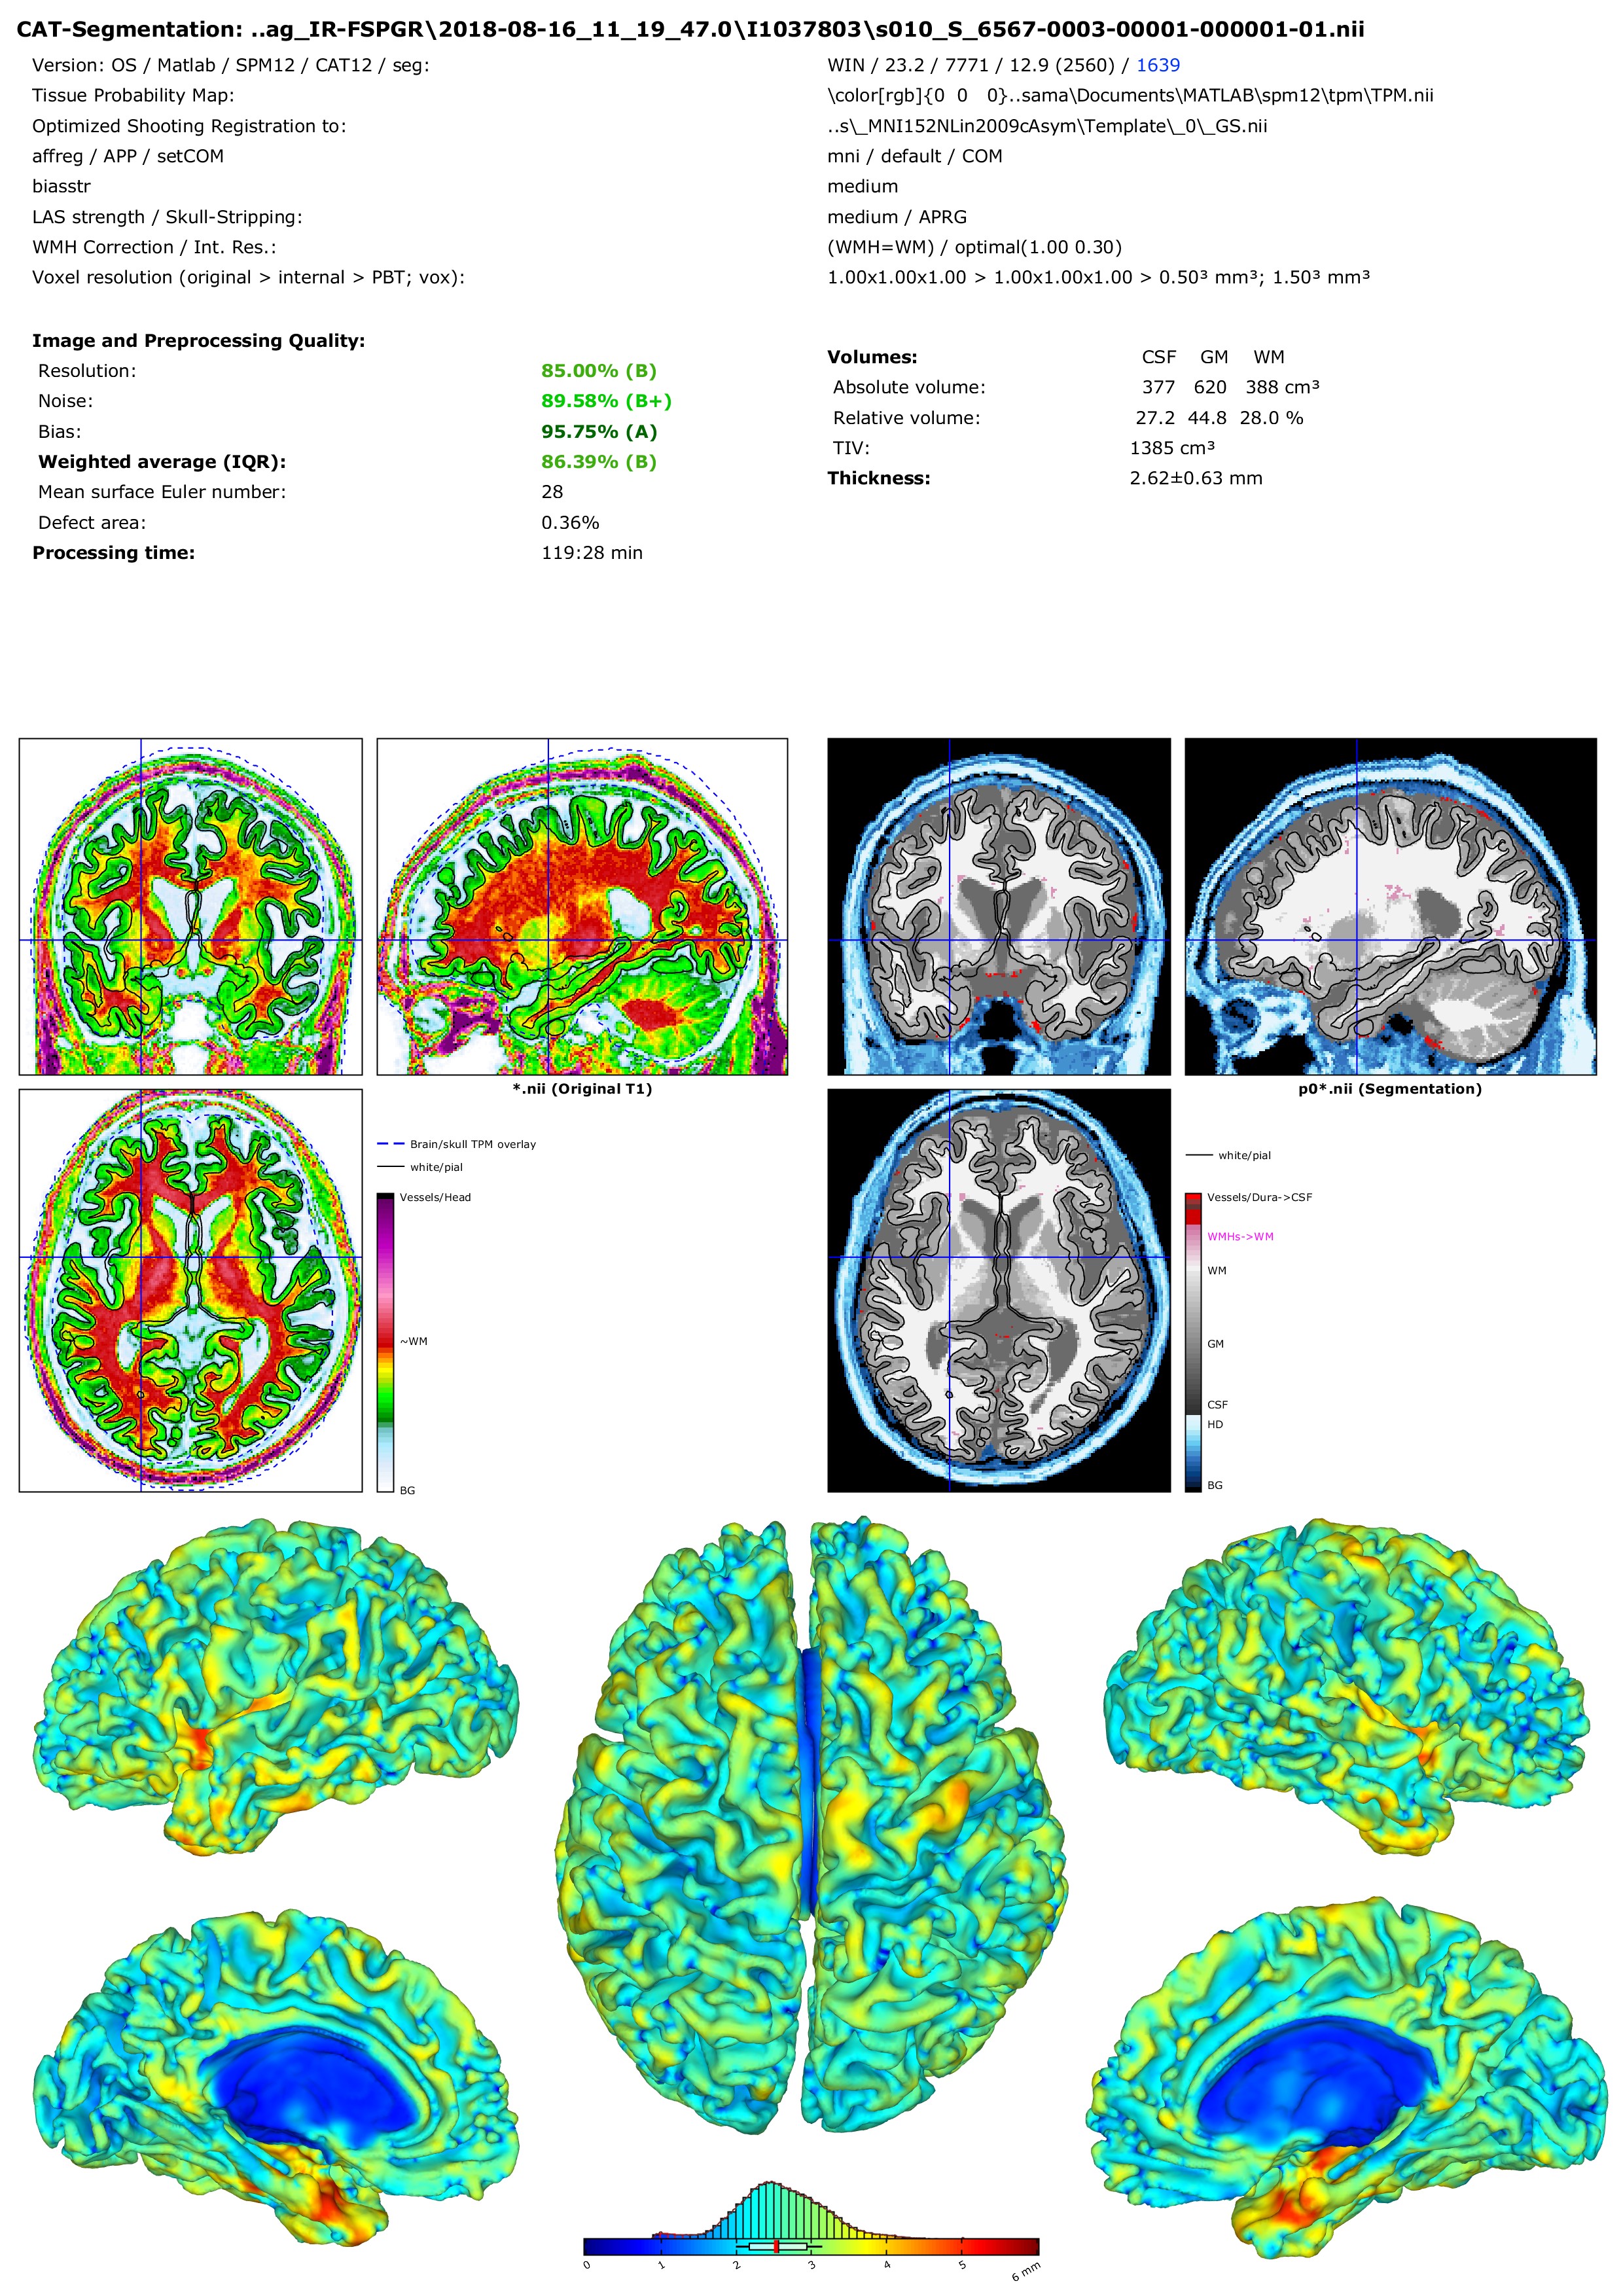 CAT-Segmentation: ..ag_IR-FSPGR\2018-08-16_11_19_47.0\I1037803\s010_S_6567-0003-00001-000001-01.nii
Version: OS / Matlab / SPM12 / CAT12 / seg: WIN / 23.2 / 7771 / 12.9 (2560) / 1639
Tissue Probability Map: \color[rgb]{0 0 0}..sama\Documents\MATLAB\spm12\tpm\TPM.nii
Optimized Shooting Registration to: ..s\_MNI152NLin2009cAsym\Template\_0\_GS.nii
affreg / APP / setCOM mni / default / COM
biasstr medium
LAS strength / Skull-Stripping: medium / APRG
WMH Correction / Int. Res.: (WMH=WM) / optimal(1.00 0.30)
Voxel resolution (original > internal > PBT; vox): 1.00x1.00x1.00 > 1.00x1.00x1.00 > 0.50³ mm³; 1.50³ mm³
Image and Preprocessing Quality:
Resolution: 85.00% (B)
Noise: 89.58% (B+)
Bias: 95.75% (A)
Weighted average (IQR): 86.39% (B)
Mean surface Euler number: 28
Defect area: 0.36%
Processing time: 119:28 min
Volumes: CSF GM WM
Absolute volume: 377 620 388 cm³
Relative volume: 27.2 44.8 28.0 %
TIV: 1385 cm³
Thickness: 2.62±0.63 mm
*.nii (Original T1)
Brain/skull TPM overlay
white/pial
Vessels/Head
~WM
BG
p0*.nii (Segmentation)
white/pial
Vessels/Dura->CSF
WMHs->WM
WM
GM
CSF
HD
BG
0 1 2 3 4 5 6 mm